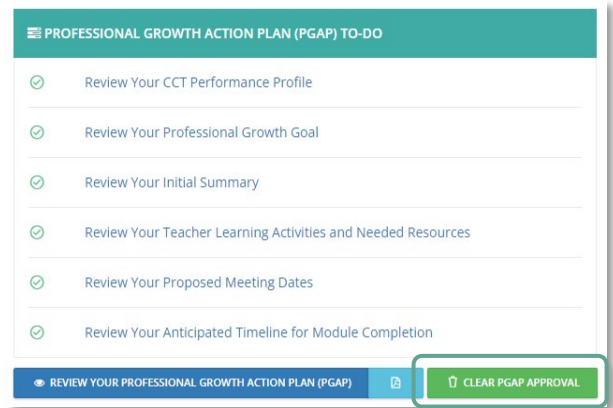 PROFESSIONAL GROWTH ACTION PLAN (PGAP) TO-DO
Review Your CCT Performance Profile
Review Your Professional Growth Goal
Review Your Initial Summary
Review Your Teacher Learning Activities and Needed Resources
Review Your Proposed Meeting Dates
Review Your Anticipated Timeline for Module Completion
REVIEW YOUR PROFESSIONAL GROWTH ACTION PLAN (PGAP) CLEAR PGAP APPROVAL